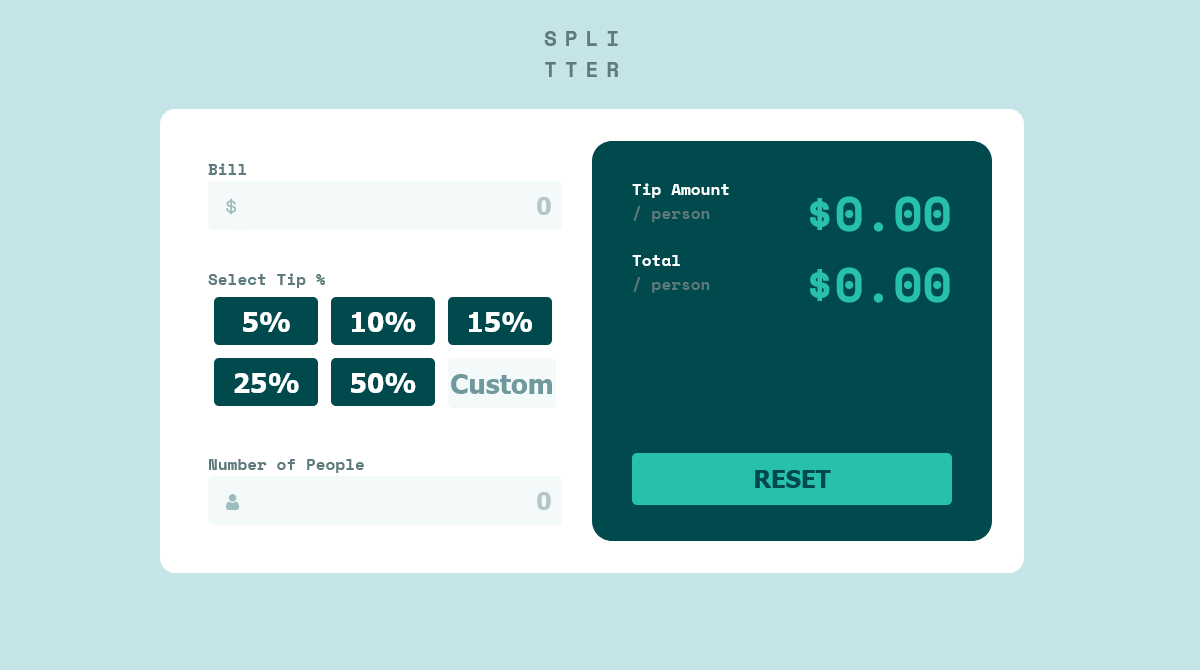 SPLI
TTER
Bill
$ 0
Select Tip %
5% 10% 15%
25% 50% Custom
Number of People
0
Tip Amount
/ person
$0.00
Total
/ person
$0.00
RESET